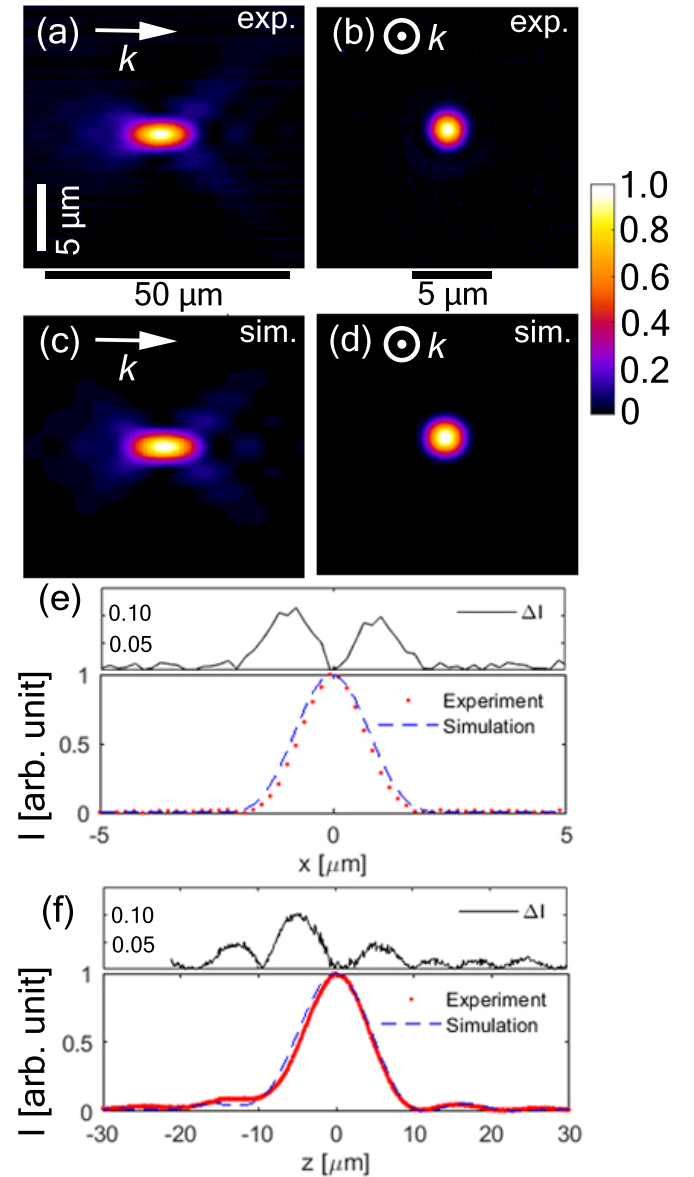 (a) k exp.
(b) k exp.
5 µm
50 µm
5 µm
1.0
0.8
0.6
0.4
0.2
0
(c) k sim.
(d) k sim.
(e)
0.10
0.05
ΔI
I [arb. unit]
1
0.5
0
Experiment
Simulation
-5 0 5
x [µm]
(f)
0.10
0.05
ΔI
I [arb. unit]
1
0.5
0
Experiment
Simulation
-30 -20 -10 0 10 20 30
z [µm]